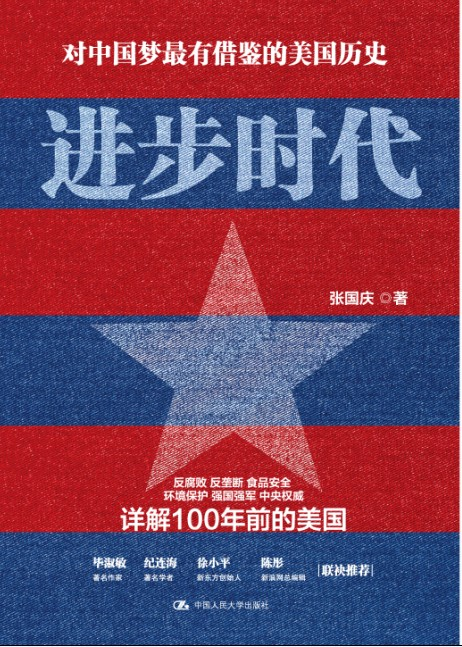 对中国梦最有借鉴的美国历史
进步时代
张国庆 ◎著
反腐败 反垄断 食品安全
环境保护 强国强军 中央权威
详解100年前的美国
毕淑敏 纪连海 徐小平 陈彤 |联袂推荐|
著名作家 著名学者 新东方创始人 新浪网总编辑
中国人民大学出版社